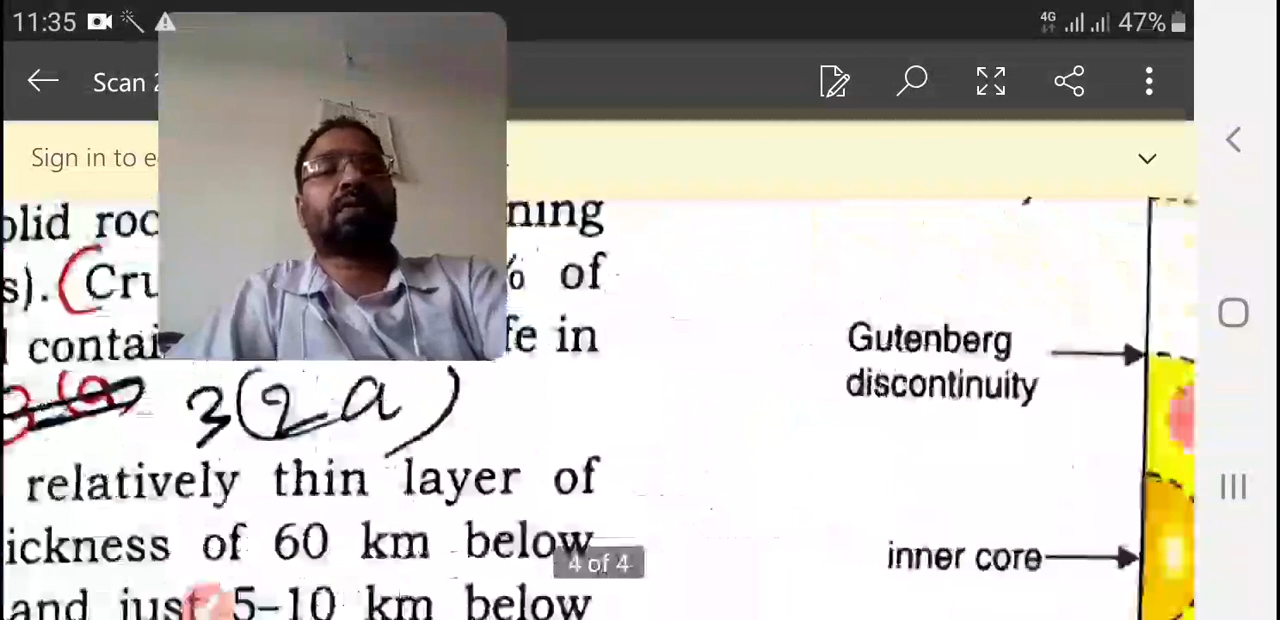 11:35 4G 47%
Scan
Sign in to e
olid roc ning
s). (Cru % of
contai fe in
3(2a)
relatively thin layer of
ickness of 60 km below
4 of 4
and just 5–10 km below
Gutenberg
discontinuity
inner core